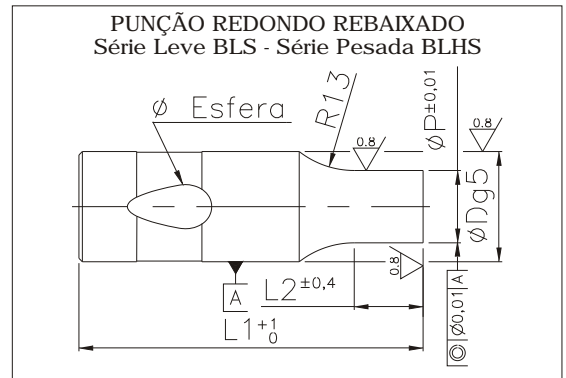 PUNÇÃO REDONDO REBAIXADO
Série Leve BLS - Série Pesada BLHS
ø Esfera
R13
0.8
øP±0,01
0.8
øDg5
0.8
A
L2±0,4
L1+1 0
◎ ø0,01 A